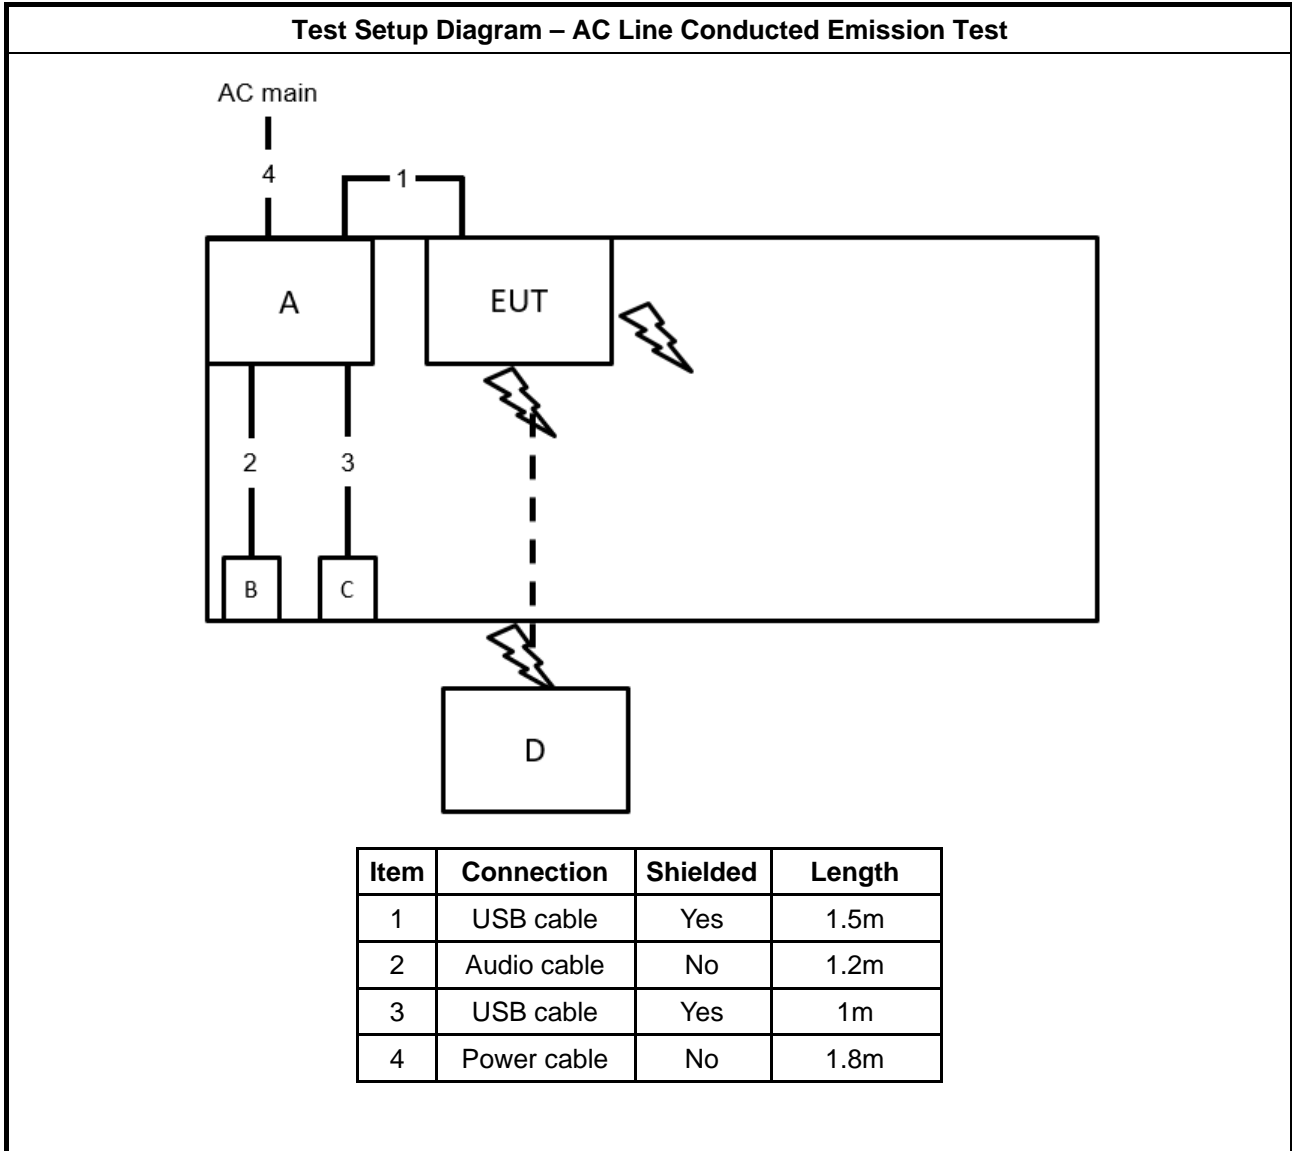 Test Setup Diagram – AC Line Conducted Emission Test
AC main
4
1
A
EUT
2
3
B
C
D
Item Connection Shielded Length
1 USB cable Yes 1.5m
2 Audio cable No 1.2m
3 USB cable Yes 1m
4 Power cable No 1.8m